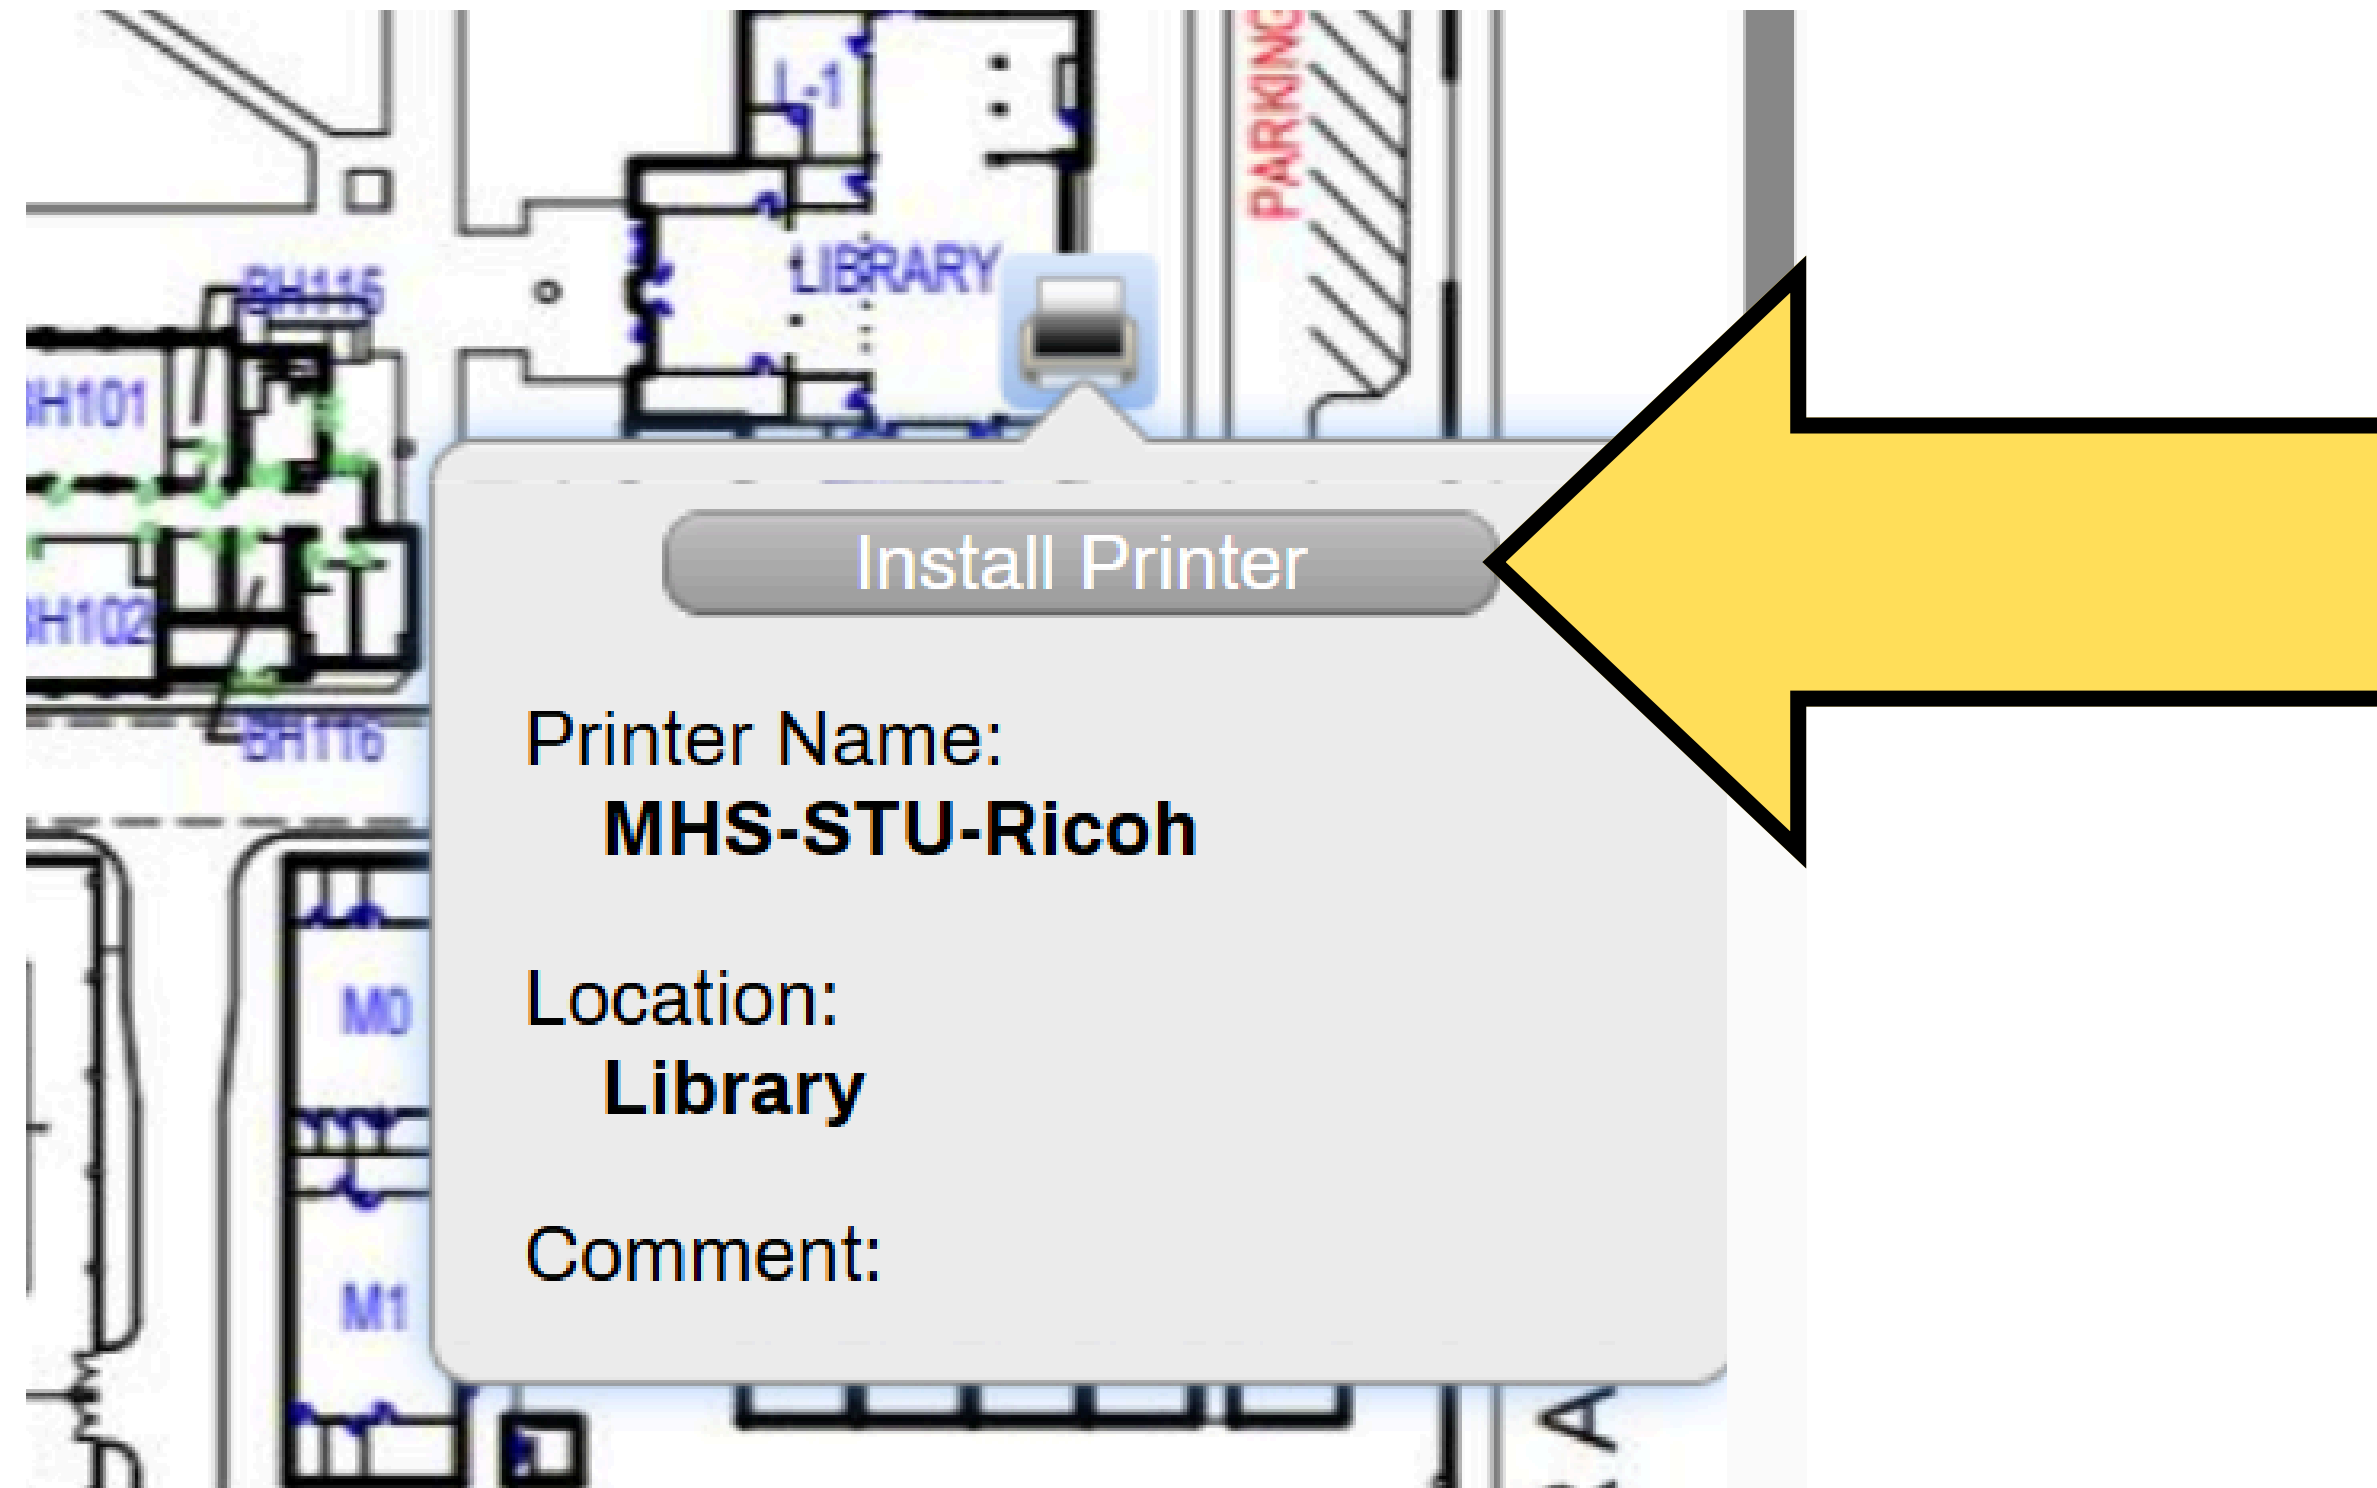 L-1
PARKING
LIBRARY
BH115
BH101
BH102
BH116
Install Printer
Printer Name:
MHS-STU-Ricoh
Location:
Library
Comment:
M0
M1
A